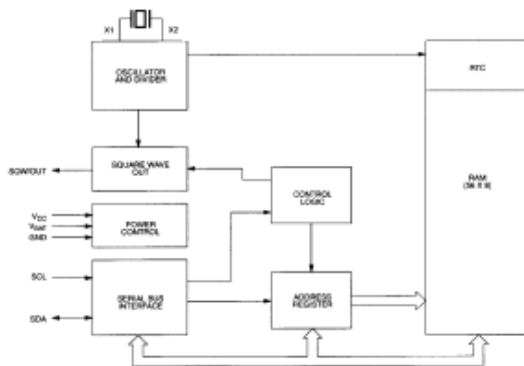 X1 X2
OSCILLATOR
AND DIVIDER
RTC
SQUARE WAVE
OUT
SQW/OUT
RAM
(56 X 8)
CONTROL
LOGIC
VCC
VBAT
GND
POWER
CONTROL
SCL
SDA
SERIAL BUS
INTERFACE
ADDRESS
REGISTER